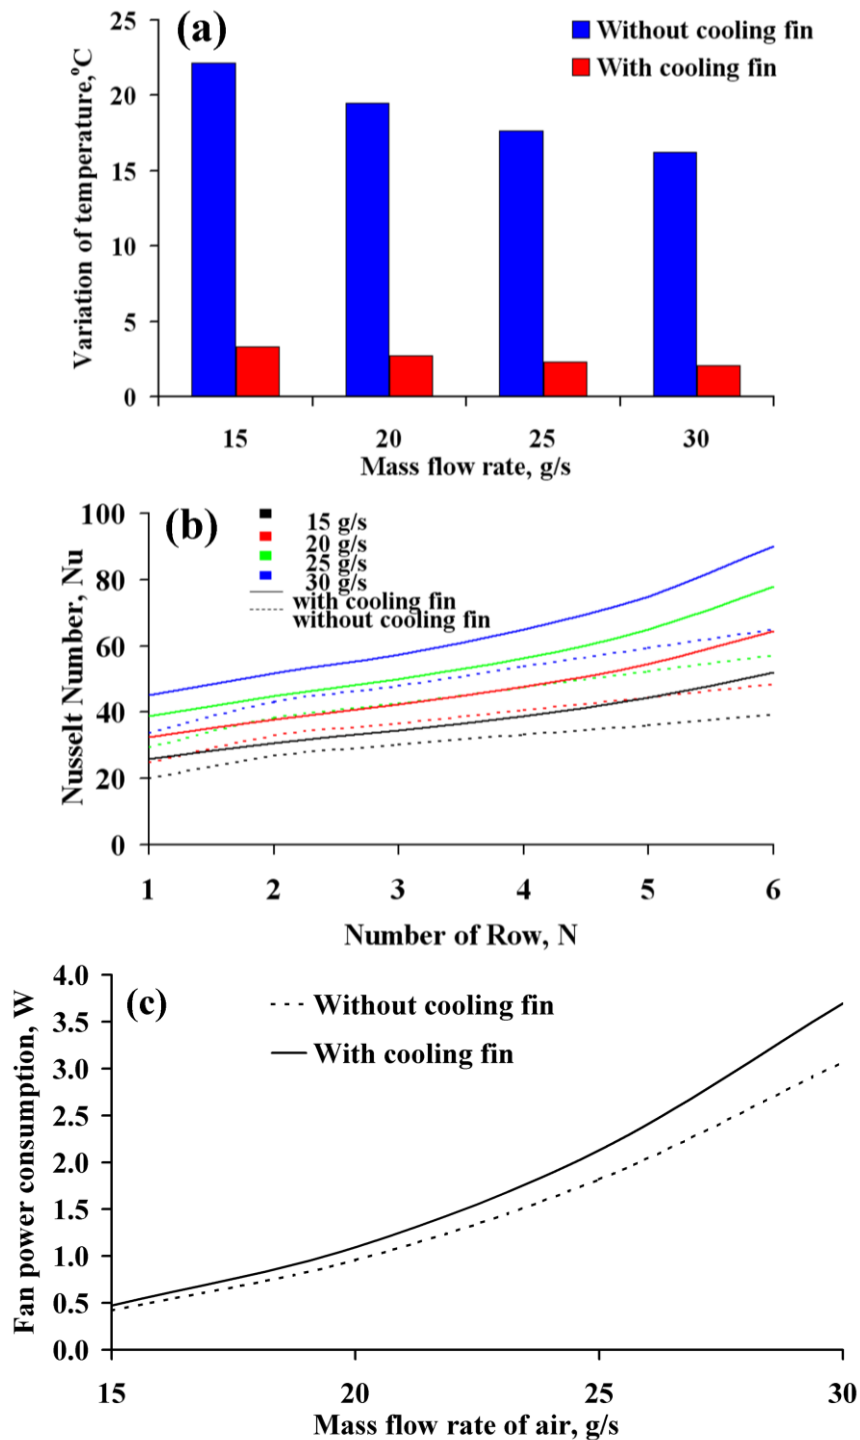 (a)
Without cooling fin
With cooling fin
Variation of temperature,ºC
25
20
15
10
5
0
15 20 25 30
Mass flow rate, g/s
(b)
15 g/s
20 g/s
25 g/s
30 g/s
with cooling fin
without cooling fin
Nusselt Number, Nu
100
80
60
40
20
0
1 2 3 4 5 6
Number of Row, N
(c)
Without cooling fin
With cooling fin
Fan power consumption, W
4.0
3.5
3.0
2.5
2.0
1.5
1.0
0.5
0.0
15 20 25 30
Mass flow rate of air, g/s